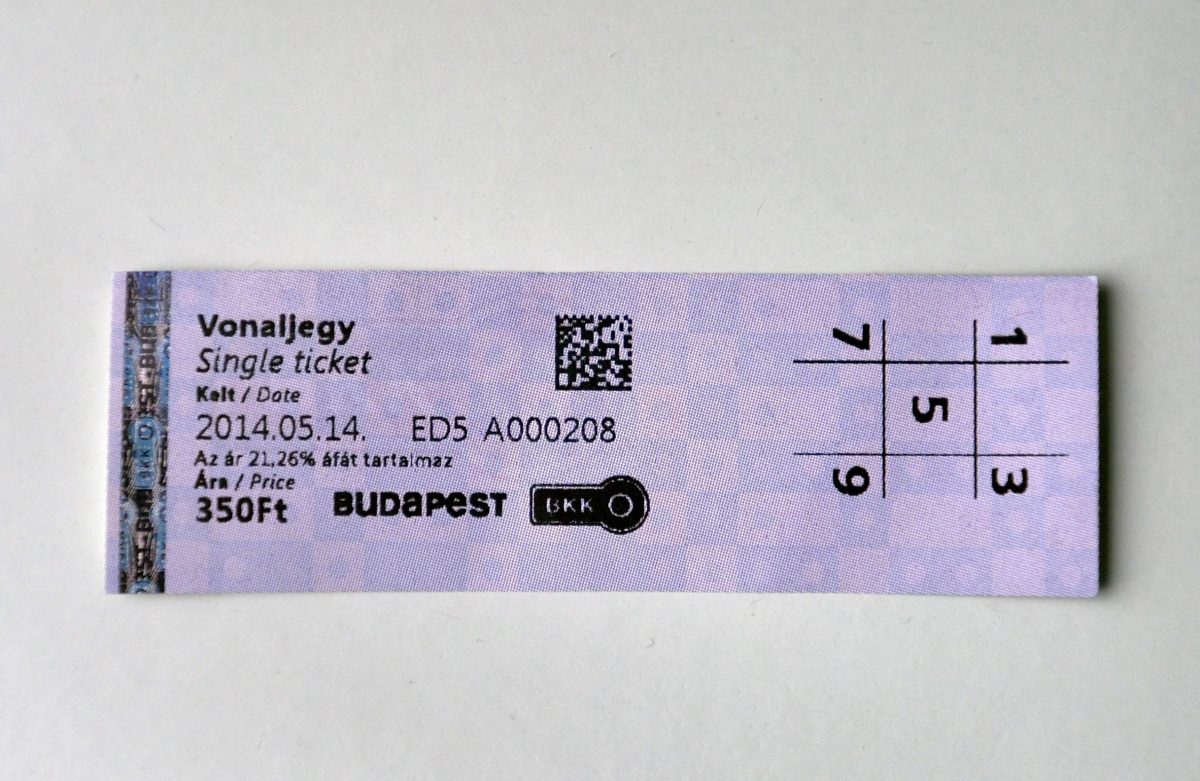 Vonaljegy
Single ticket
Kelt / Date
2014.05.14. ED5 A000208
Az ár 21,26% áfát tartalmaz
Ára / Price
350Ft BUDAPEST BKK
1 3
5
7 9